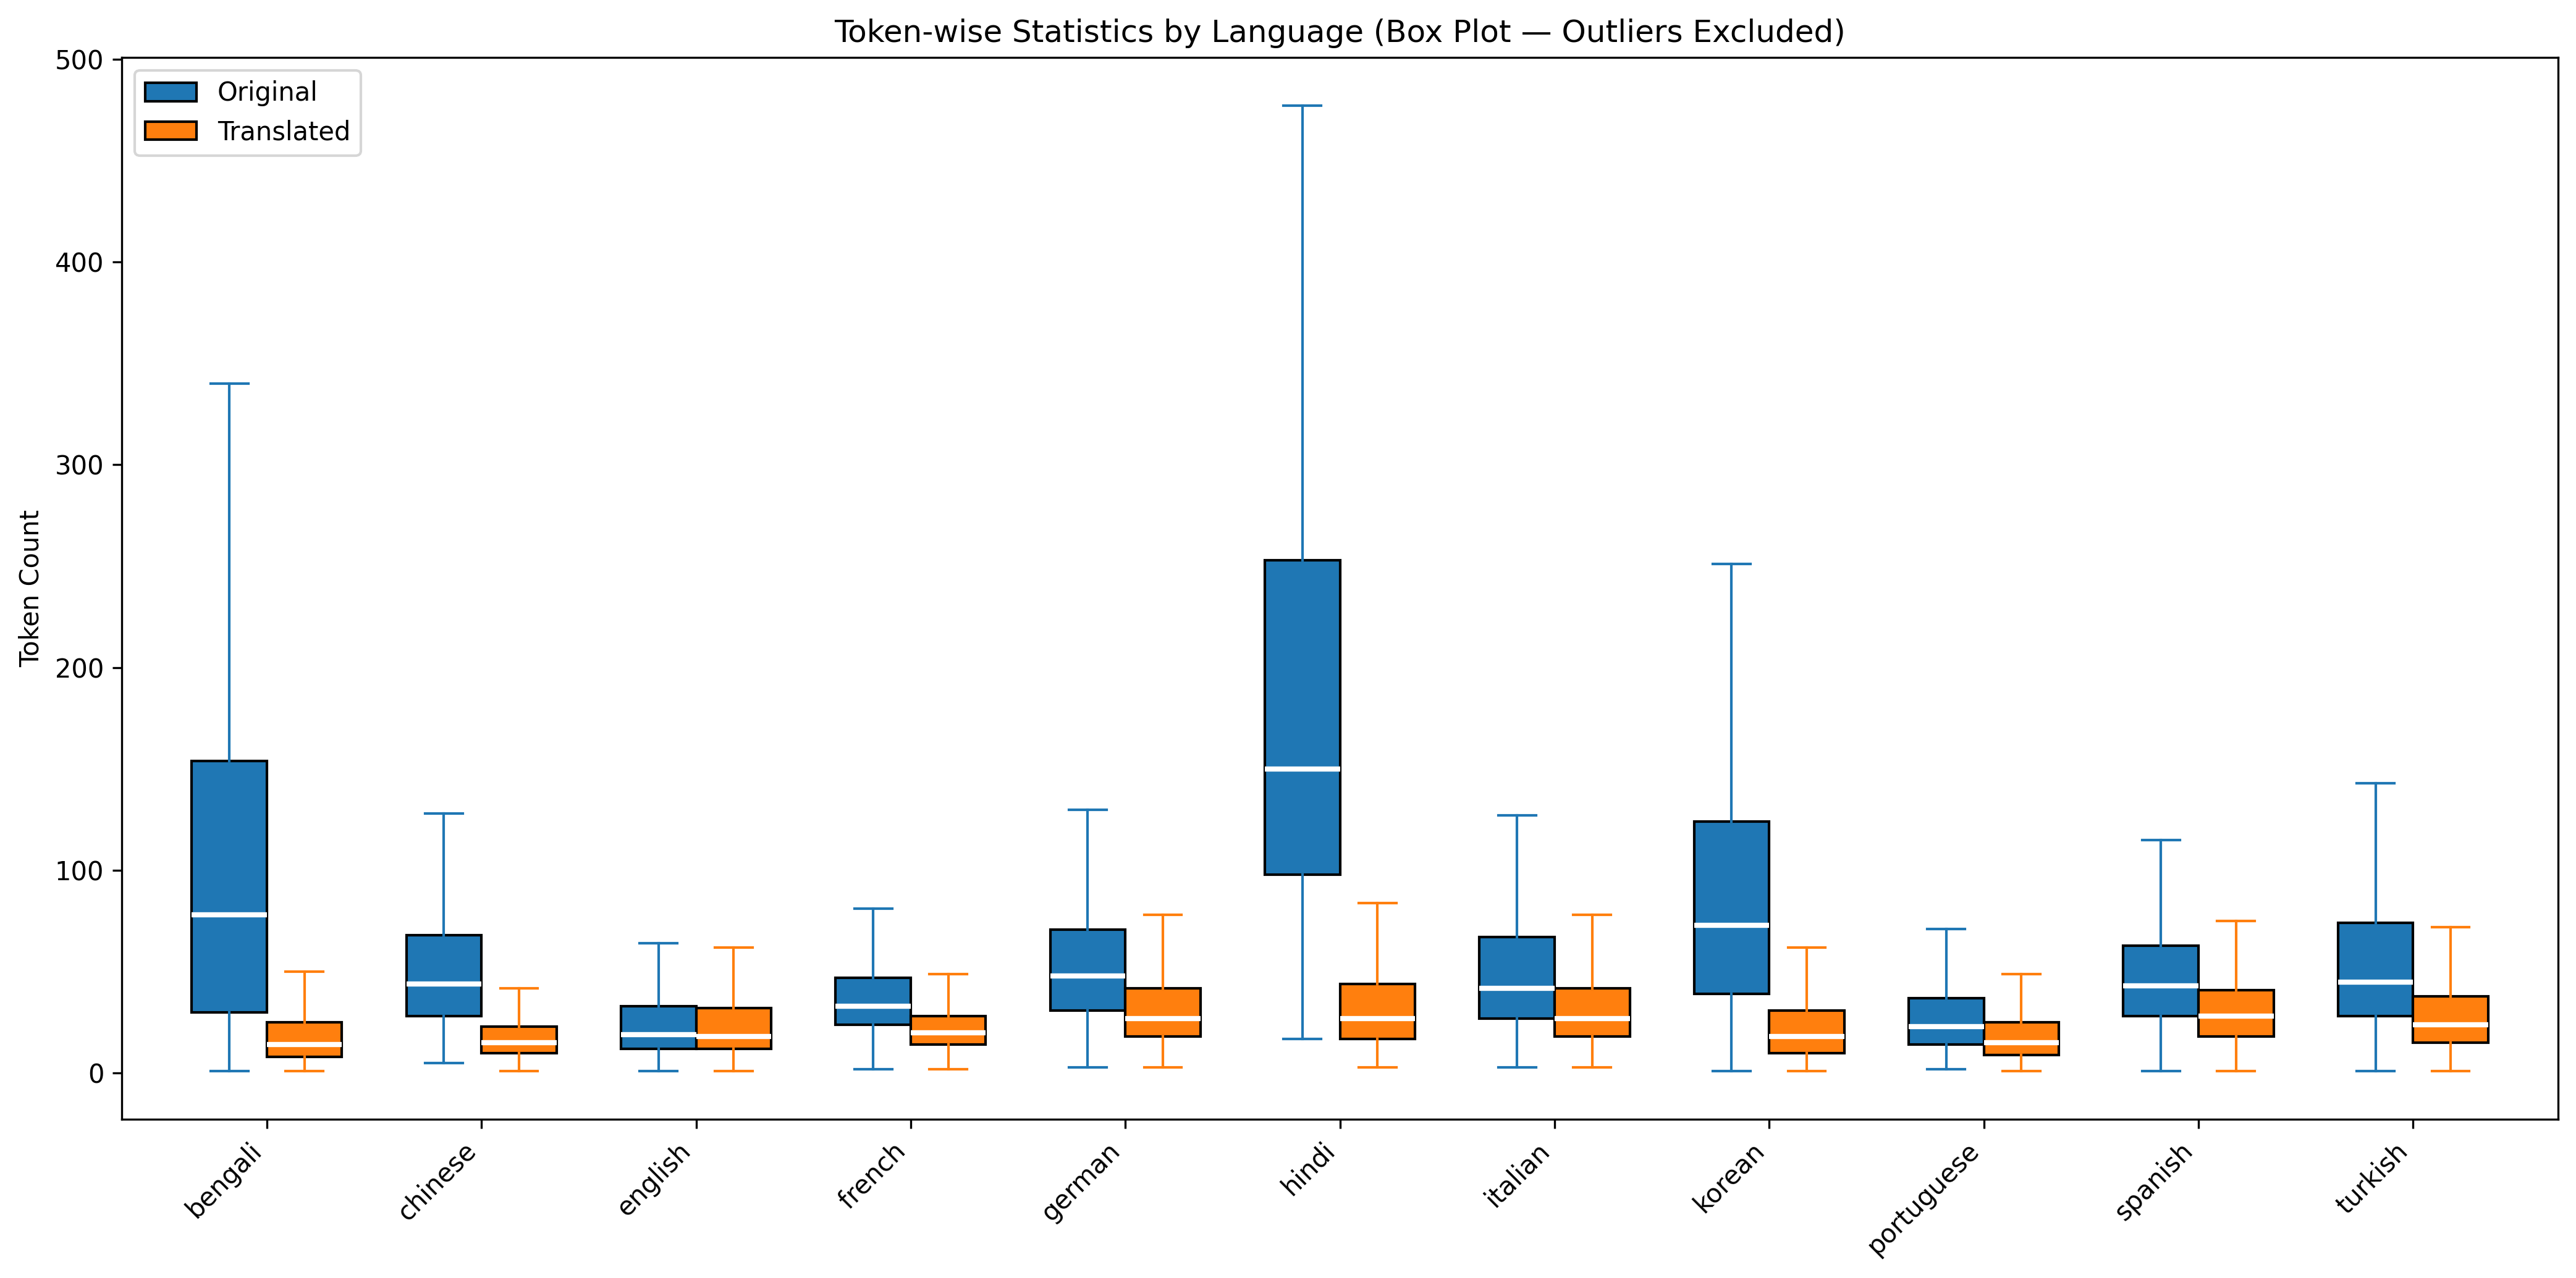 Token-wise Statistics by Language (Box Plot — Outliers Excluded)
Original
Translated
Token Count
500
400
300
200
100
0
bengali
chinese
english
french
german
hindi
italian
korean
portuguese
spanish
turkish